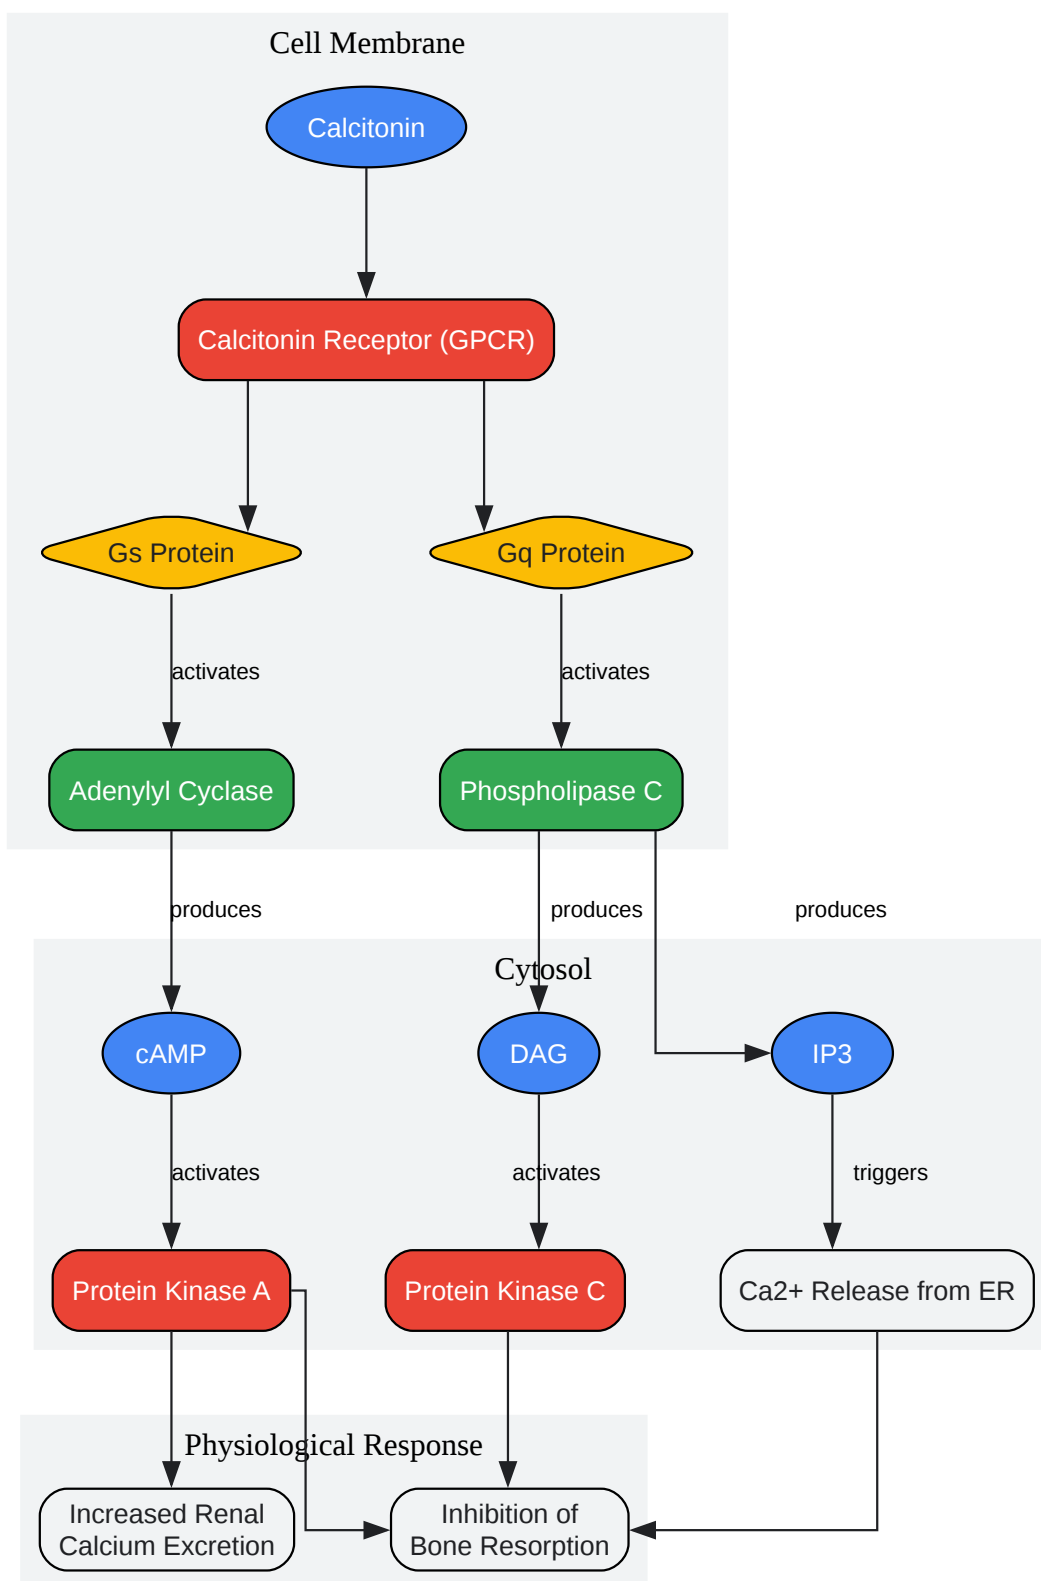 Cell Membrane
Calcitonin
Calcitonin Receptor (GPCR)
Gs Protein
Gq Protein
activates
activates
Adenylyl Cyclase
Phospholipase C
produces
produces
produces
Cytosol
cAMP
DAG
IP3
activates
activates
triggers
Protein Kinase A
Protein Kinase C
Ca2+ Release from ER
Physiological Response
Increased Renal
Calcium Excretion
Inhibition of
Bone Resorption